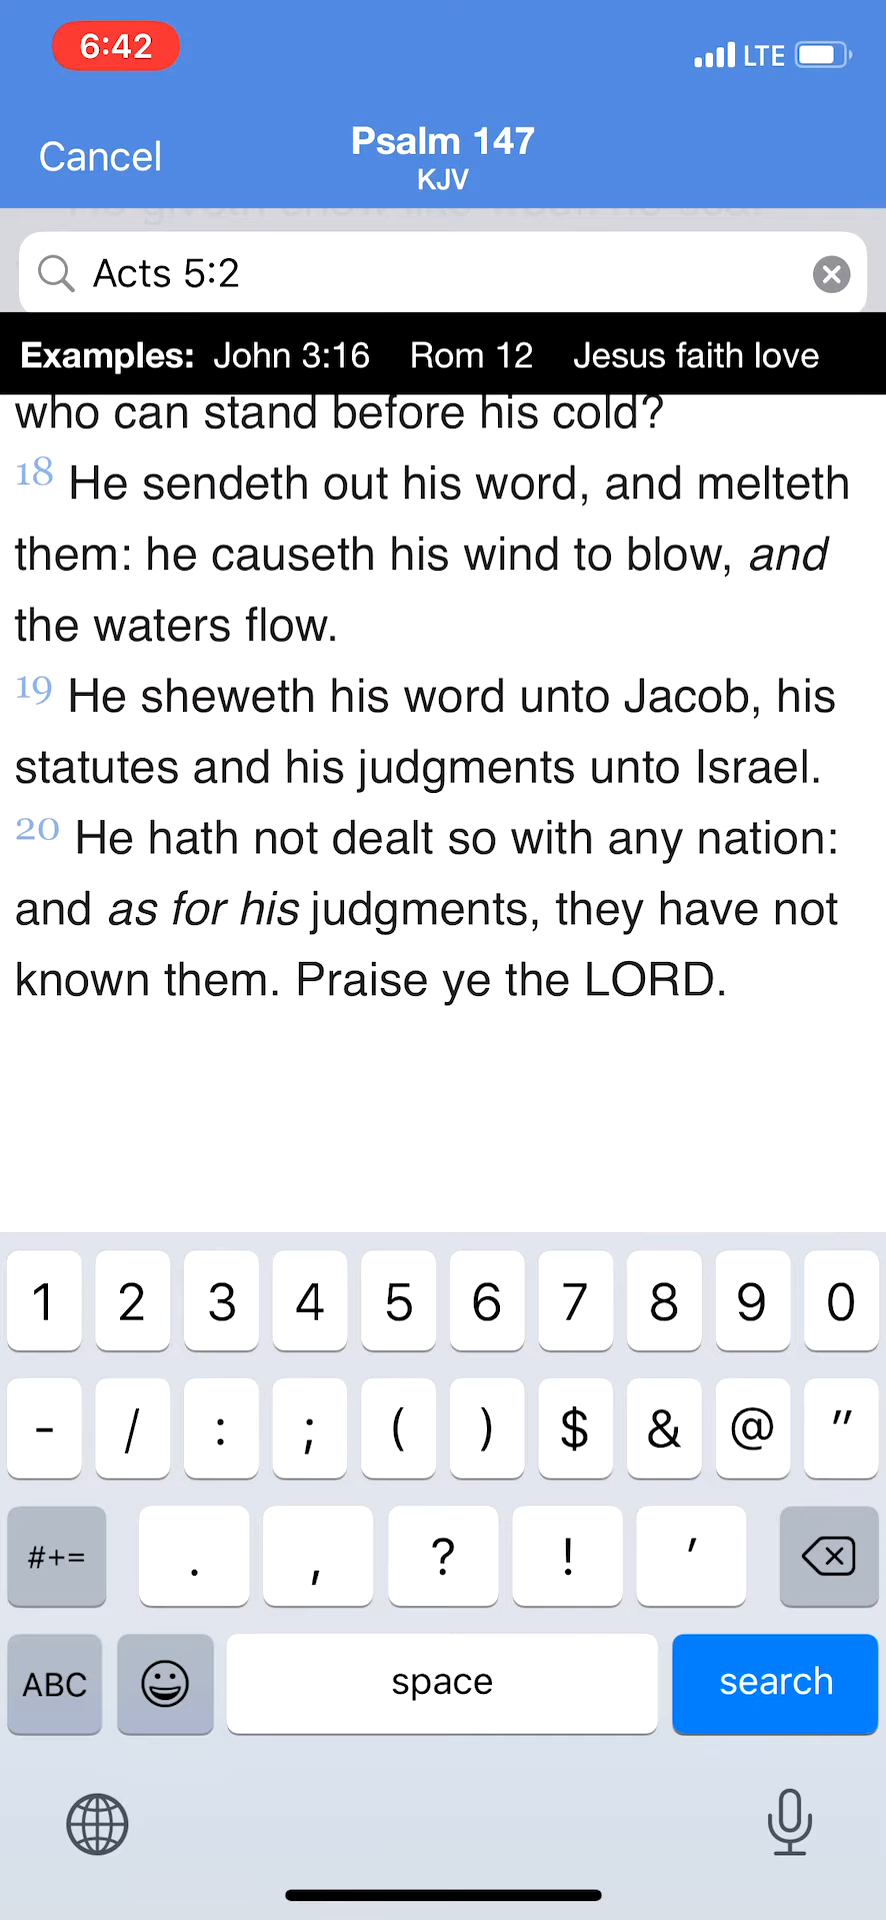 6:42
LTE
Cancel
Psalm 147
KJV
Acts 5:2
Examples: John 3:16 Rom 12 Jesus faith love
who can stand before his cold?
18 He sendeth out his word, and melteth
them: he causeth his wind to blow, and
the waters flow.
19 He sheweth his word unto Jacob, his
statutes and his judgments unto Israel.
20 He hath not dealt so with any nation:
and as for his judgments, they have not
known them. Praise ye the LORD.
1 2 3 4 5 6 7 8 9 0
- / : ; ( ) $ & @ "
#+= . , ? ! '
ABC space search